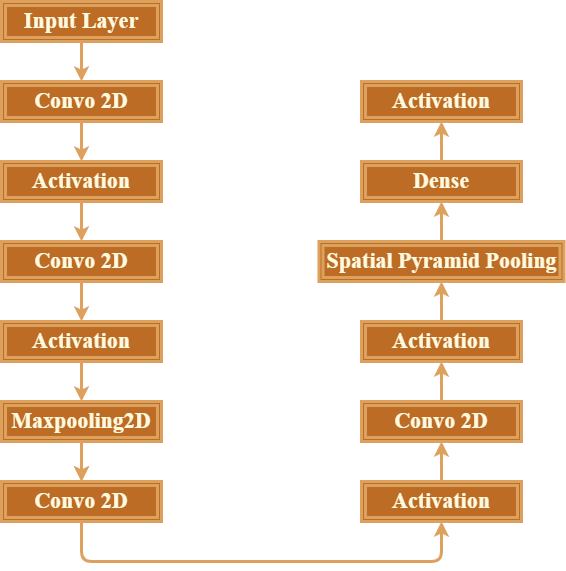 Input Layer
Convo 2D
Activation
Convo 2D
Activation
Maxpooling2D
Convo 2D
Activation
Convo 2D
Activation
Spatial Pyramid Pooling
Dense
Activation